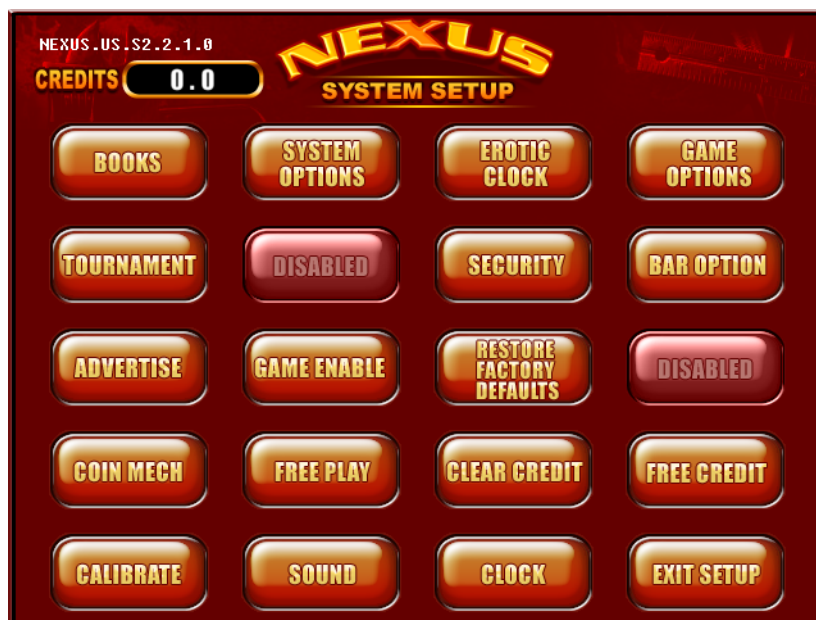 NEXUS.US.S2.2.1.0
NEXUS
CREDITS 0.0
SYSTEM SETUP
BOOKS
SYSTEM
OPTIONS
EROTIC
CLOCK
GAME
OPTIONS
TOURNAMENT
DISABLED
SECURITY
BAR OPTION
ADVERTISE
GAME ENABLE
RESTORE
FACTORY
DEFAULTS
DISABLED
COIN MECH
FREE PLAY
CLEAR CREDIT
FREE CREDIT
CALIBRATE
SOUND
CLOCK
EXIT SETUP